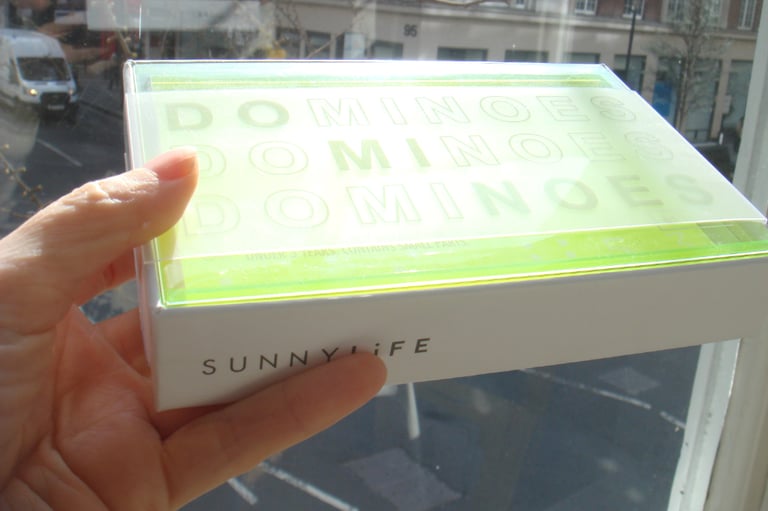 95
DOMINOES
DOMINOES
DOMINOES
UNDER 3 YEARS. CONTAINS SMALL PARTS.
SUNNYLiFE